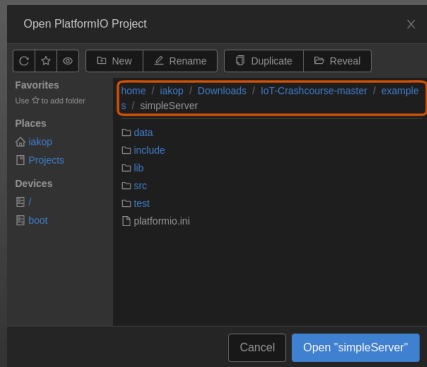 Open PlatformIO Project
New Rename Duplicate Reveal
Favorites
Use ☆ to add folder
Places
iakop
Projects
Devices
/
boot
home / iakop / Downloads / IoT-Crashcourse-master / example
s / simpleServer
data
include
lib
src
test
platformio.ini
Cancel Open "simpleServer"